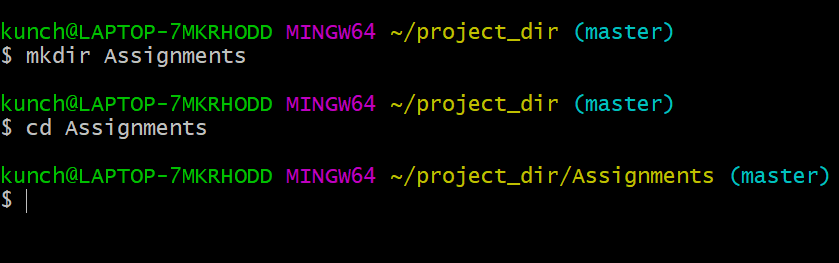 kunch@LAPTOP-7MKRHODD MINGW64 ~/project_dir (master)
$ mkdir Assignments
kunch@LAPTOP-7MKRHODD MINGW64 ~/project_dir (master)
$ cd Assignments
kunch@LAPTOP-7MKRHODD MINGW64 ~/project_dir/Assignments (master)
$